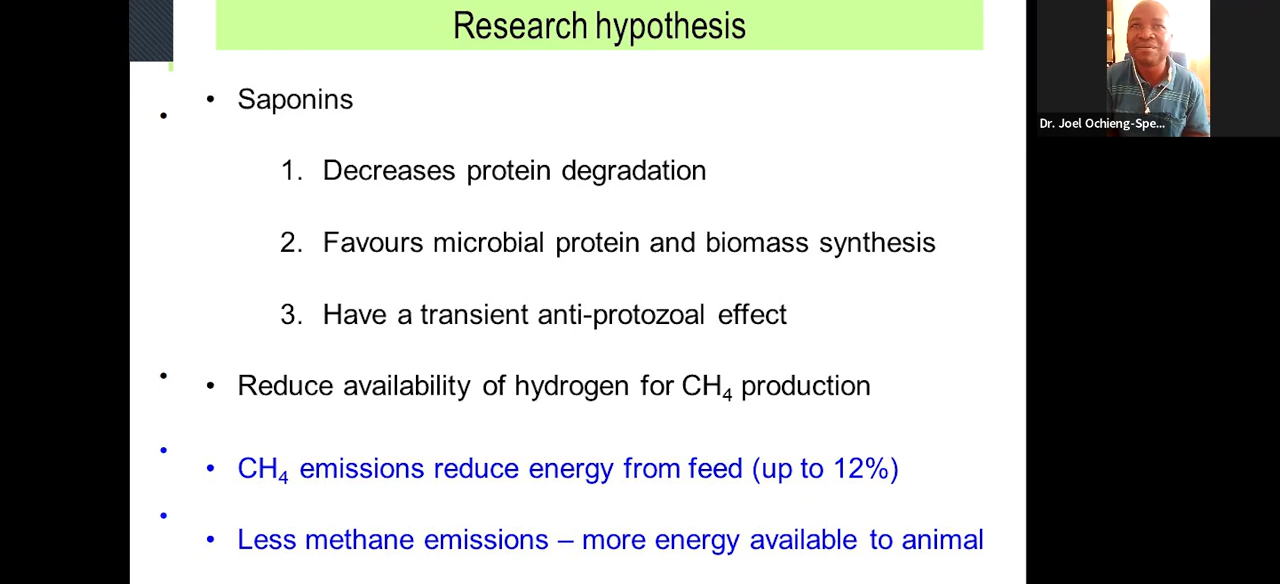 Research hypothesis
• Saponins
1. Decreases protein degradation
2. Favours microbial protein and biomass synthesis
3. Have a transient anti-protozoal effect
• Reduce availability of hydrogen for CH₄ production
• CH₄ emissions reduce energy from feed (up to 12%)
• Less methane emissions – more energy available to animal
Dr. Joel Ochieng-Spe...